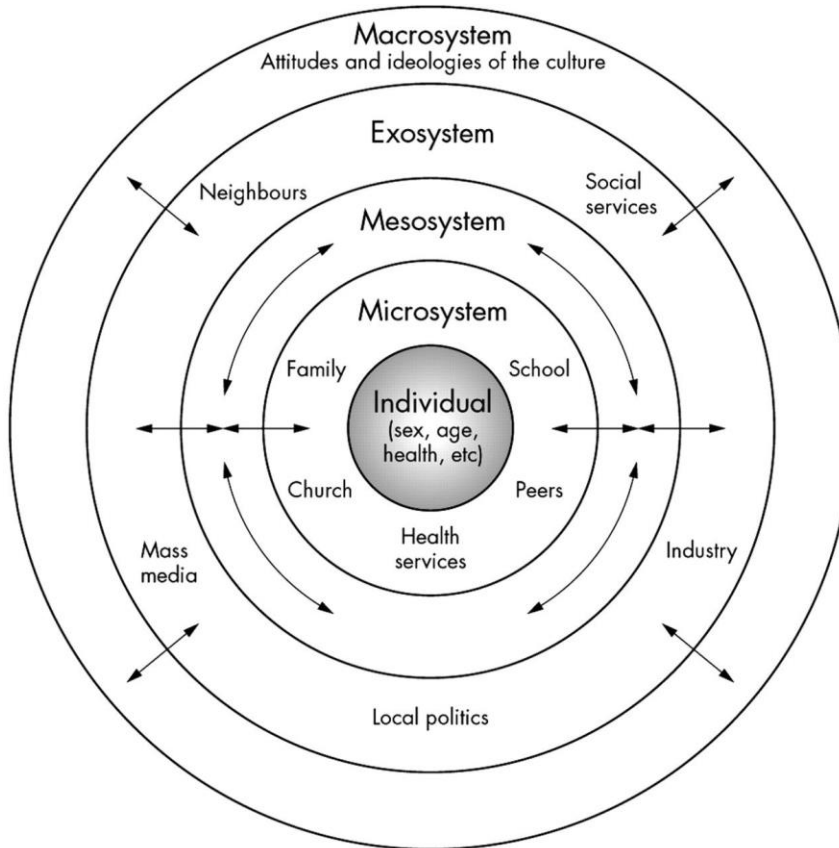 Macrosystem
Attitudes and ideologies of the culture
Exosystem
Neighbours
Social
services
Mesosystem
Microsystem
Family
School
Individual
(sex, age,
health, etc)
Church
Peers
Health
services
Mass
media
Industry
Local politics